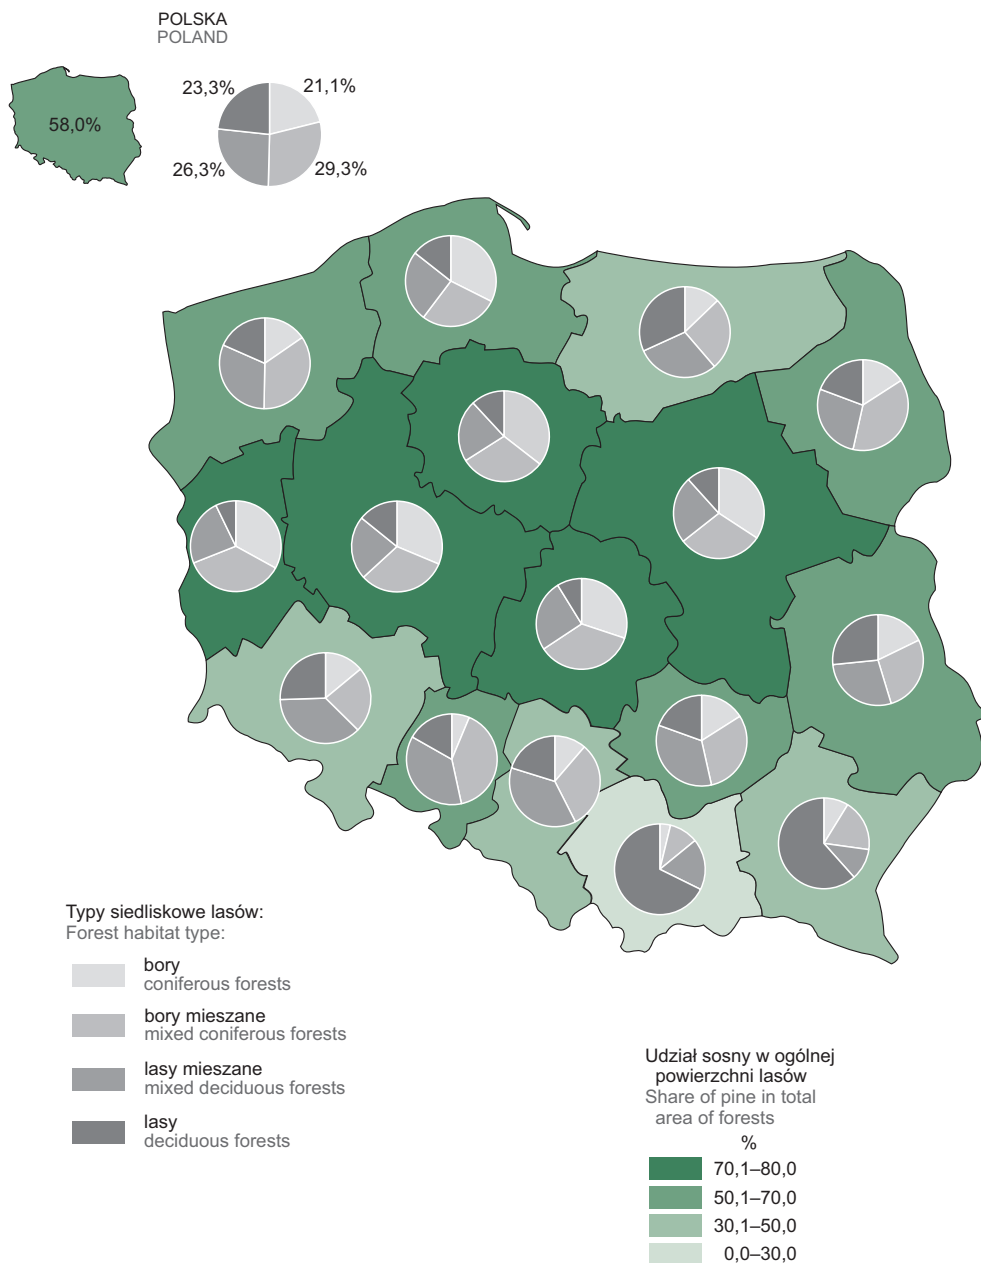 POLSKA
POLAND
58,0%
23,3%
21,1%
26,3%
29,3%
Typy siedliskowe lasów:
Forest habitat type:
bory
coniferous forests
bory mieszane
mixed coniferous forests
lasy mieszane
mixed deciduous forests
lasy
deciduous forests
Udział sosny w ogólnej
powierzchni lasów
Share of pine in total
area of forests
%
70,1–80,0
50,1–70,0
30,1–50,0
0,0–30,0